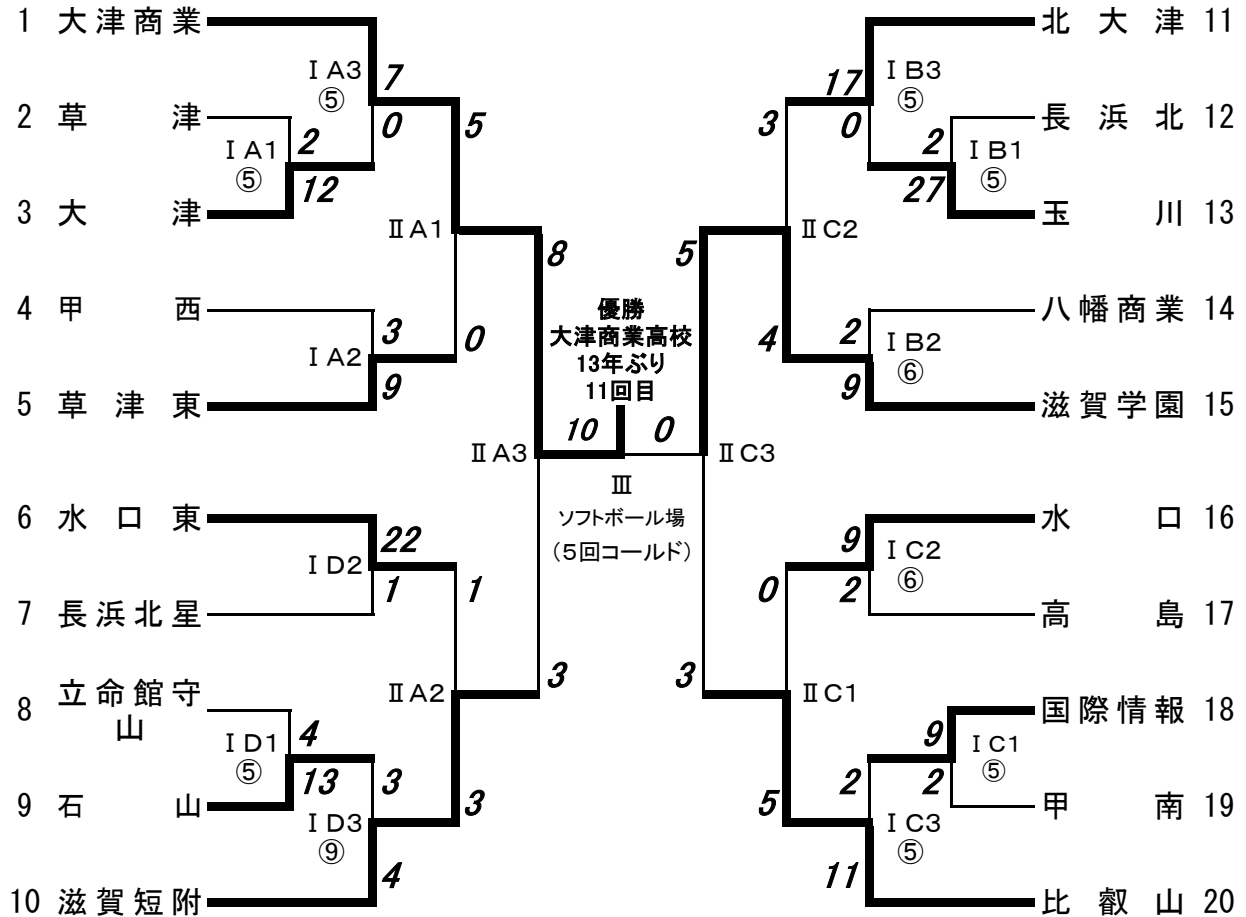 1 大津商業
ⅠA3
⑤
7
0
2 草津
ⅠA1
⑤
2
12
3 大津
5
ⅡA1
0
4 甲西
ⅠA2
3
9
5 草津東
8
ⅡA3
3
6 水口東
ⅠD2
22
1
7 長浜北星
1
ⅡA2
3
8 立命館守
山
ⅠD1
⑤
4
13
9 石山
3
ⅠD3
⑨
4
10 滋賀短附
優勝
大津商業高校
13年ぶり
11回目
10 0
Ⅲ
ソフトボール場
(5回コールド)
北大津 11
17
ⅠB3
⑤
0
長浜北 12
2
ⅠB1
⑤
27
玉川 13
3
ⅡC2
4
八幡商業 14
2
ⅠB2
⑥
9
滋賀学園 15
5
ⅡC3
3
水口 16
9
ⅠC2
⑥
2
高島 17
0
ⅡC1
5
国際情報 18
9
ⅠC1
⑤
2
甲南 19
2
ⅠC3
⑤
11
比叡山 20